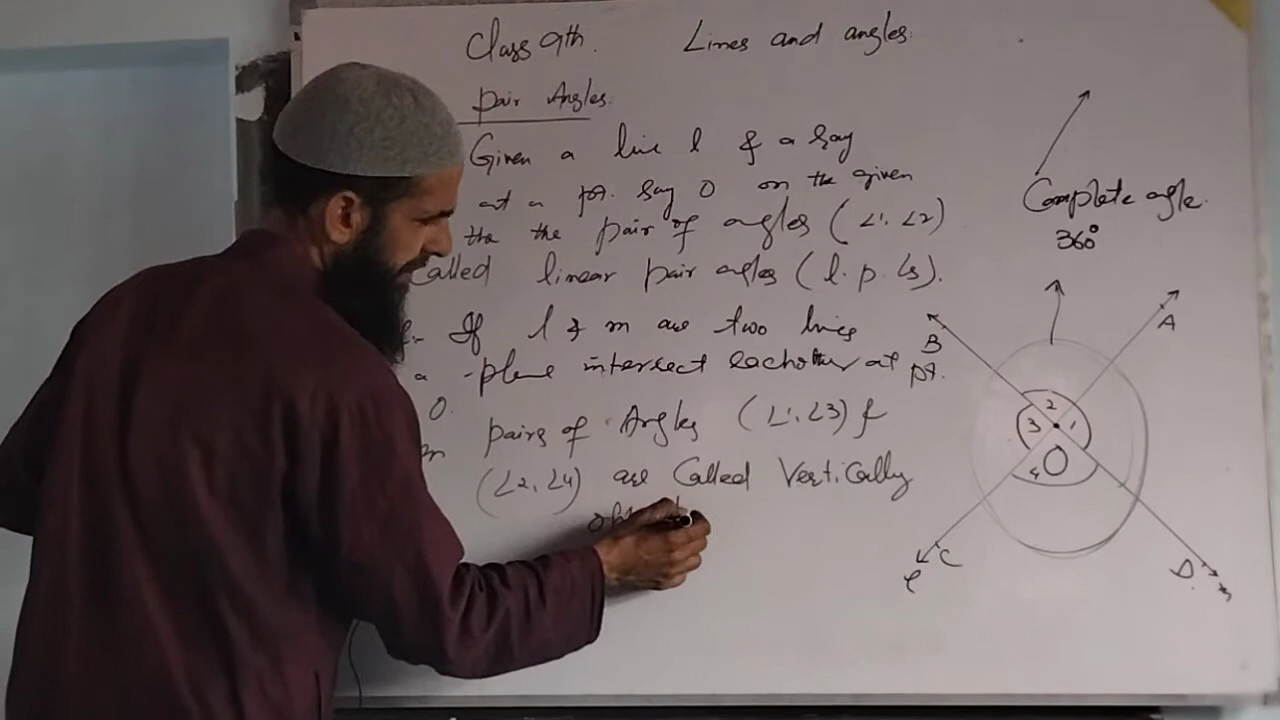 Class 9th. Lines and angles.
Pair Angles.
Given a line l & a Ray
at a pt. Say O on the given
the the pair of angles (∠1, ∠2)
Called linear pair angles (l. p. ∠s).
If l & m are two lines
a plane intersect eachother at pt.
O.
pairs of Angles (∠1, ∠3) &
(∠2, ∠4) are Called Vertically
Complete agle.
360°
B
A
2
3 1
4 O
C
l
D.
m